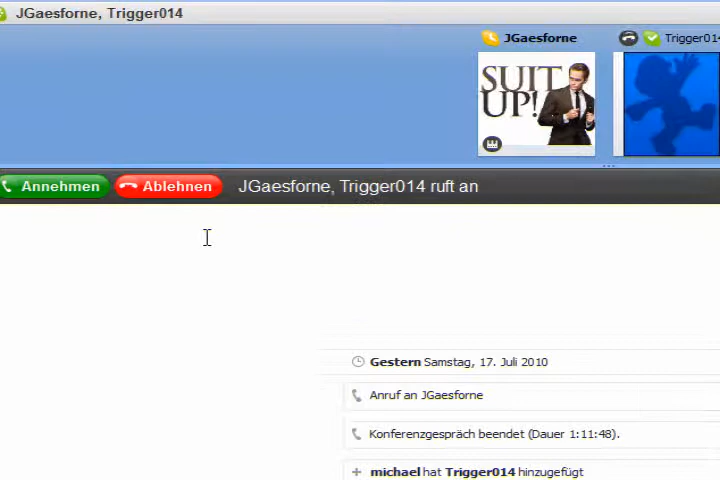 JGaesforne, Trigger014
JGaesforne
Trigger014
SUIT
UP!
Annehmen
Ablehnen
JGaesforne, Trigger014 ruft an
Gestern Samstag, 17. Juli 2010
Anruf an JGaesforne
Konferenzgespräch beendet (Dauer 1:11:48).
michael hat Trigger014 hinzugefügt